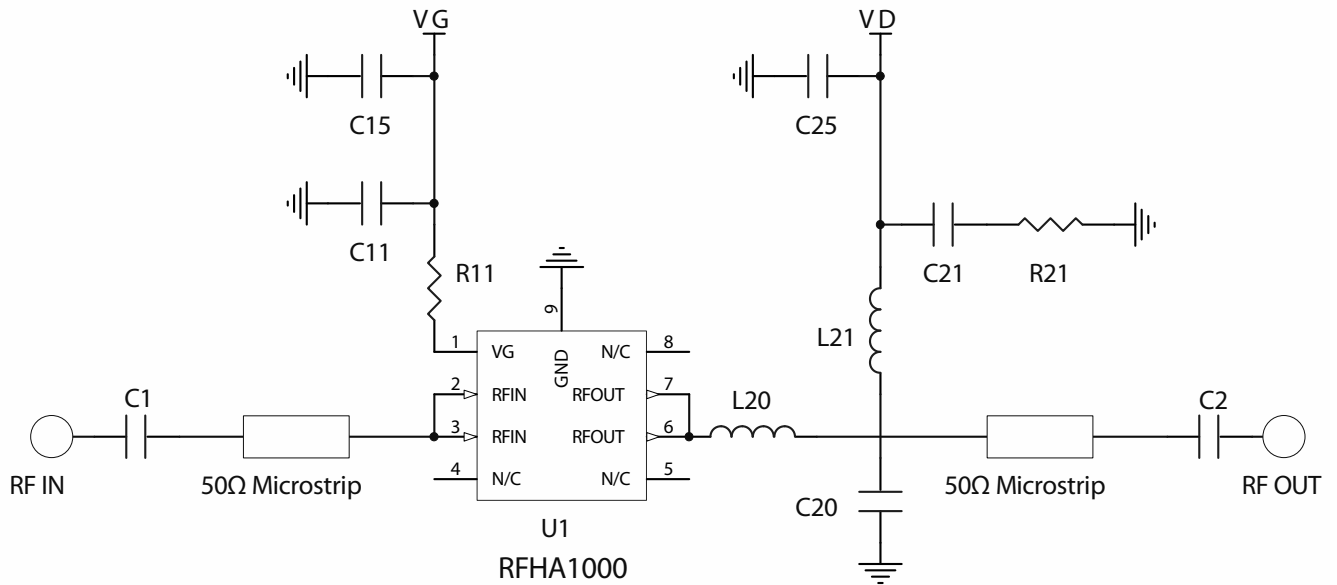 VG
VD
C15
C25
C11
R11
C21
R21
L21
9
GND
1
VG
N/C
8
2
RFIN
RFOUT
7
3
RFIN
RFOUT
6
4
N/C
N/C
5
C1
L20
C2
RF IN
50Ω Microstrip
C20
50Ω Microstrip
RF OUT
U1
RFHA1000